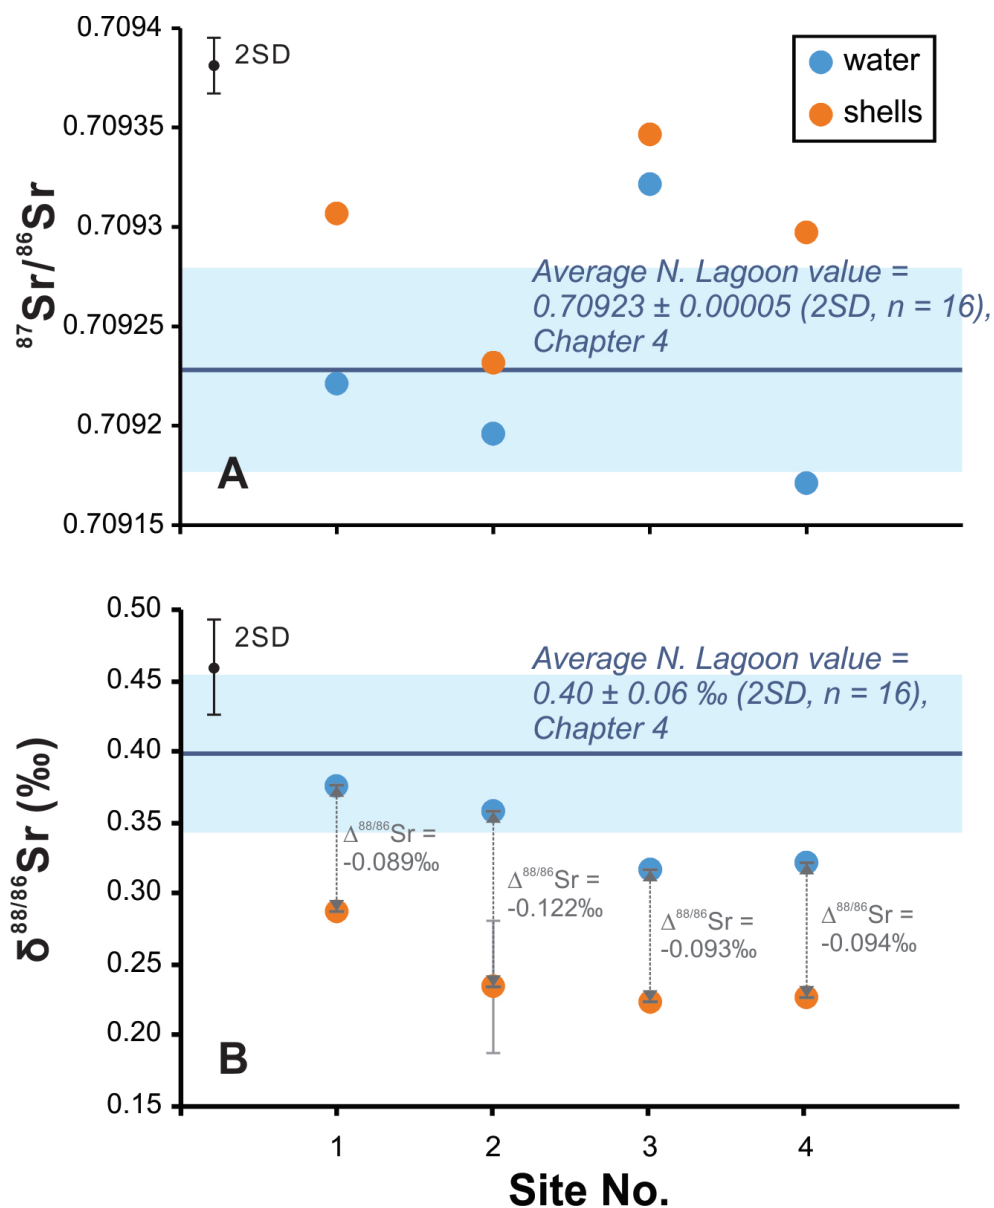 0.7094
2SD
water
shells
0.70935
0.7093
0.70925
0.7092
0.70915
87Sr/86Sr
Average N. Lagoon value =
0.70923 ± 0.00005 (2SD, n = 16),
Chapter 4
A
0.50
2SD
0.45
0.40
0.35
0.30
0.25
0.20
0.15
δ88/86Sr (‰)
Average N. Lagoon value =
0.40 ± 0.06 ‰ (2SD, n = 16),
Chapter 4
Δ88/86Sr =
-0.089‰
Δ88/86Sr =
-0.122‰
Δ88/86Sr =
-0.093‰
Δ88/86Sr =
-0.094‰
B
1 2 3 4
Site No.